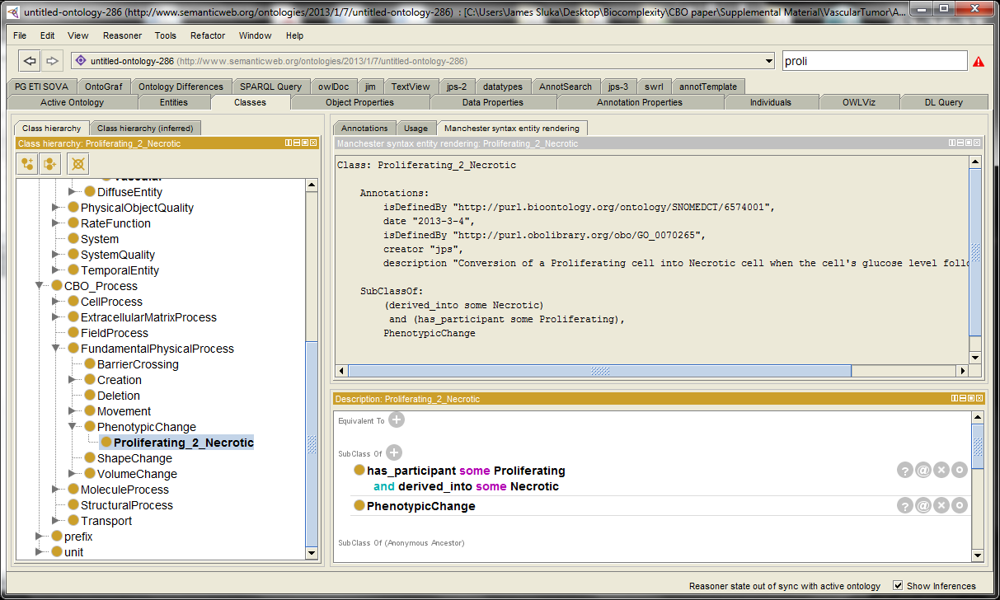 untitled-ontology-286 (http://www.semanticweb.org/ontologies/2013/1/7/untitled-ontology-286) : [C:\Users\James Sluka\Desktop\Biocomplexity\CBO paper\Supplemental Material\VascularTumor\A...
File Edit View Reasoner Tools Refactor Window Help
untitled-ontology-286 (http://www.semanticweb.org/ontologies/2013/1/7/untitled-ontology-286) proli
PG ETI SOVA OntoGraf Ontology Differences SPARQL Query owlDoc jim TextView jps-2 datatypes AnnotSearch jps-3 swrl annotTemplate
Active Ontology Entities Classes Object Properties Data Properties Annotation Properties Individuals OWLViz DL Query
Class hierarchy Class hierarchy (inferred)
Class hierarchy: Proliferating_2_Necrotic
Vascular
DiffuseEntity
PhysicalObjectQuality
RateFunction
System
SystemQuality
TemporalEntity
CBO_Process
CellProcess
ExtracellularMatrixProcess
FieldProcess
FundamentalPhysicalProcess
BarrierCrossing
Creation
Deletion
Movement
PhenotypicChange
Proliferating_2_Necrotic
ShapeChange
VolumeChange
MoleculeProcess
StructuralProcess
Transport
prefix
unit
Annotations Usage Manchester syntax entity rendering
Manchester syntax entity rendering: Proliferating_2_Necrotic
Class: Proliferating_2_Necrotic
Annotations:
isDefinedBy "http://purl.bioontology.org/ontology/SNOMEDCT/6574001",
date "2013-3-4",
isDefinedBy "http://purl.obolibrary.org/obo/GO_0070265",
creator "jps",
description "Conversion of a Proliferating cell into Necrotic cell when the cell's glucose level
SubClassOf:
(derived_into some Necrotic)
and (has_participant some Proliferating),
PhenotypicChange
Description: Proliferating_2_Necrotic
Equivalent To
SubClass Of
has_participant some Proliferating
and derived_into some Necrotic
PhenotypicChange
SubClass Of (Anonymous Ancestor)
Reasoner state out of sync with active ontology Show Inferences